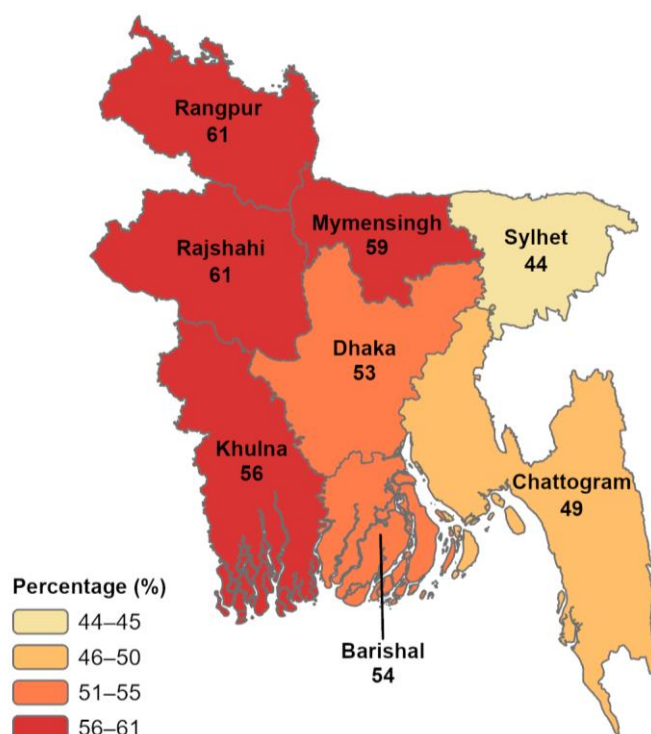 Rangpur
61
Mymensingh
59
Sylhet
44
Rajshahi
61
Dhaka
53
Khulna
56
Chattogram
49
Barishal
54
Percentage (%)
44–45
46–50
51–55
56–61